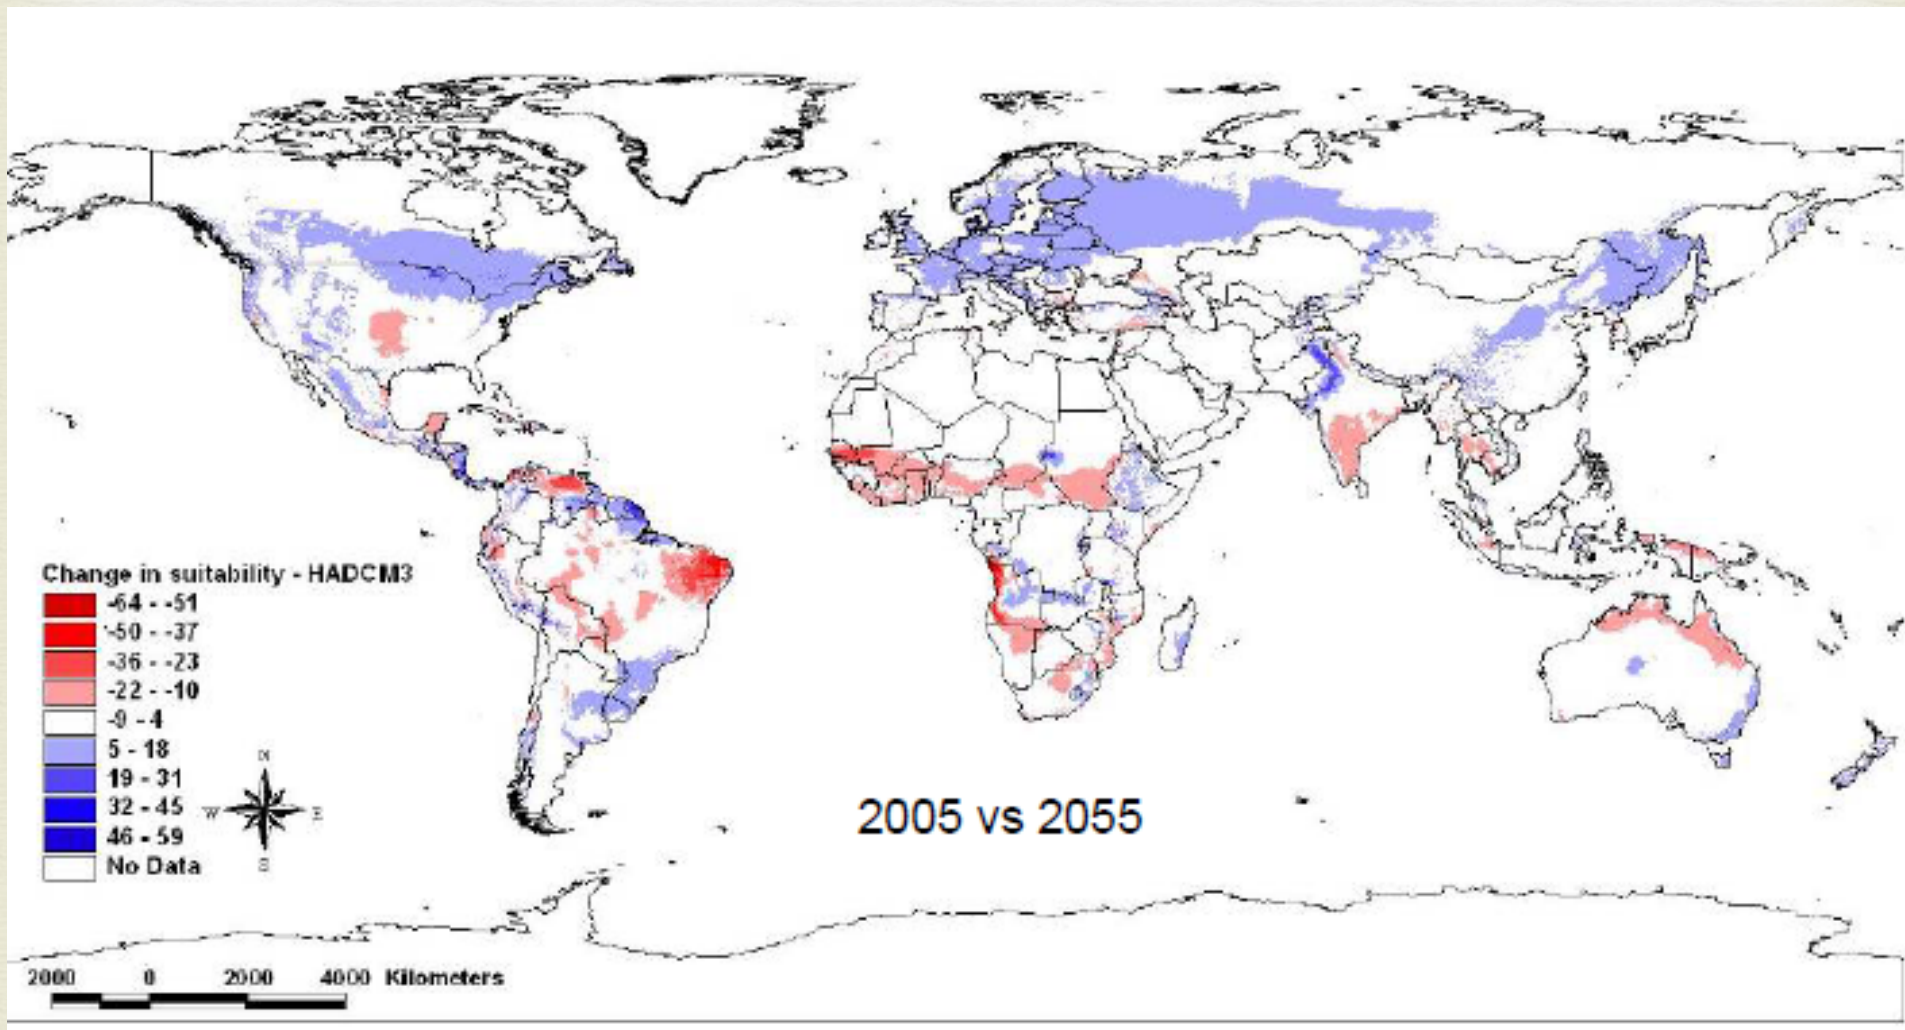 Change in suitability - HADCM3
-64 - -51
-50 - -37
-36 - -23
-22 - -10
-9 - 4
5 - 18
19 - 31
32 - 45
46 - 59
No Data
N
W E
S
2005 vs 2055
2000 0 2000 4000 Kilometers